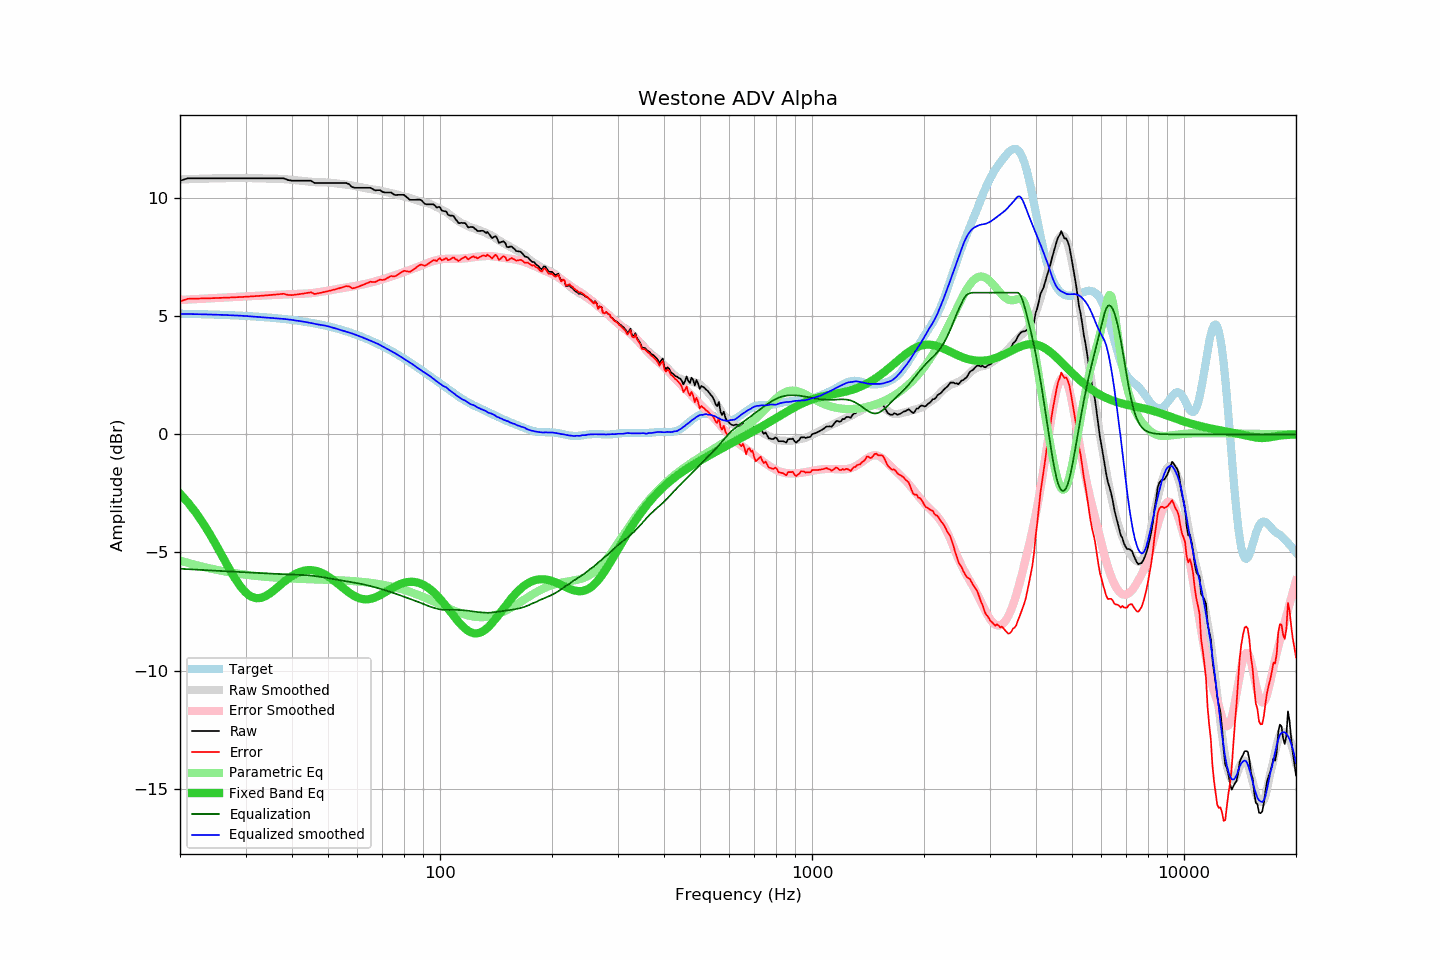 Westone ADV Alpha
Amplitude (dBr)
10
5
0
−5
−10
−15
Target
Raw Smoothed
Error Smoothed
Raw
Error
Parametric Eq
Fixed Band Eq
Equalization
Equalized smoothed
100
1000
10000
Frequency (Hz)